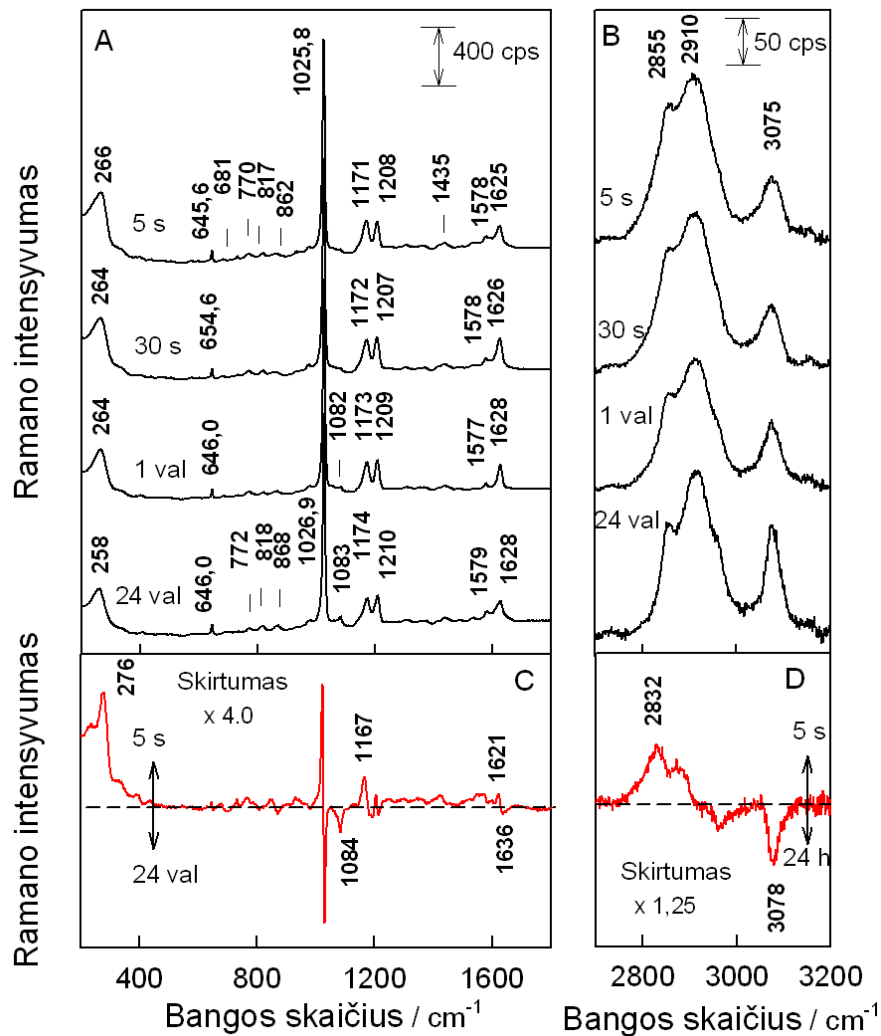 A
400 cps
1025,8
266
645,6
681
770
817
862
1171
1208
1435
1578
1625
5 s
264
654,6
1172
1207
1578
1626
30 s
264
646,0
1082
1173
1209
1577
1628
1 val
258
646,0
772
818
868
1026,9
1083
1174
1210
1579
1628
24 val
Ramano intensyvumas
B
50 cps
2855
2910
3075
5 s
30 s
1 val
24 val
C
Skirtumas
x 4.0
276
5 s
24 val
1167
1084
1621
1636
Ramano intensyvumas
400
800
1200
1600
Bangos skaičius / cm⁻¹
D
2832
5 s
24 h
Skirtumas
x 1,25
3078
2800
3000
3200
Bangos skaičius / cm⁻¹